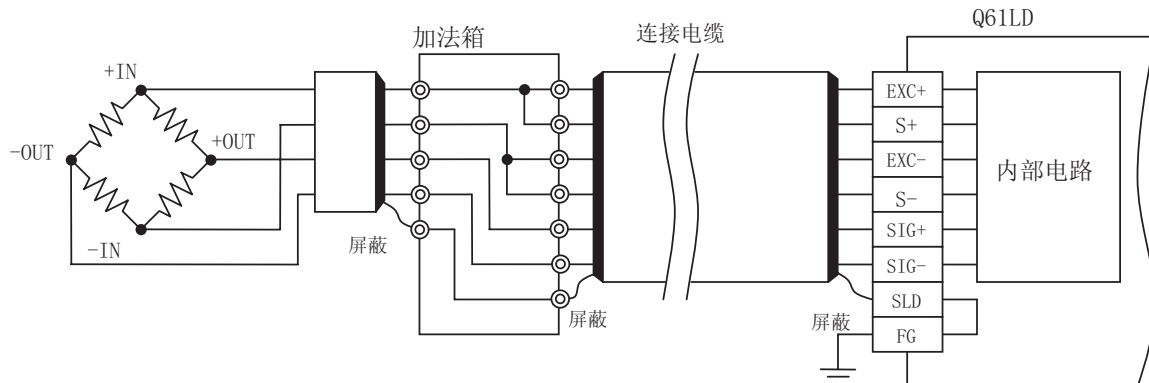 Q61LD
连接电缆
加法箱
+IN
+OUT
-OUT
-IN
屏蔽
屏蔽
屏蔽
EXC+
S+
EXC-
S-
SIG+
SIG-
SLD
FG
内部电路